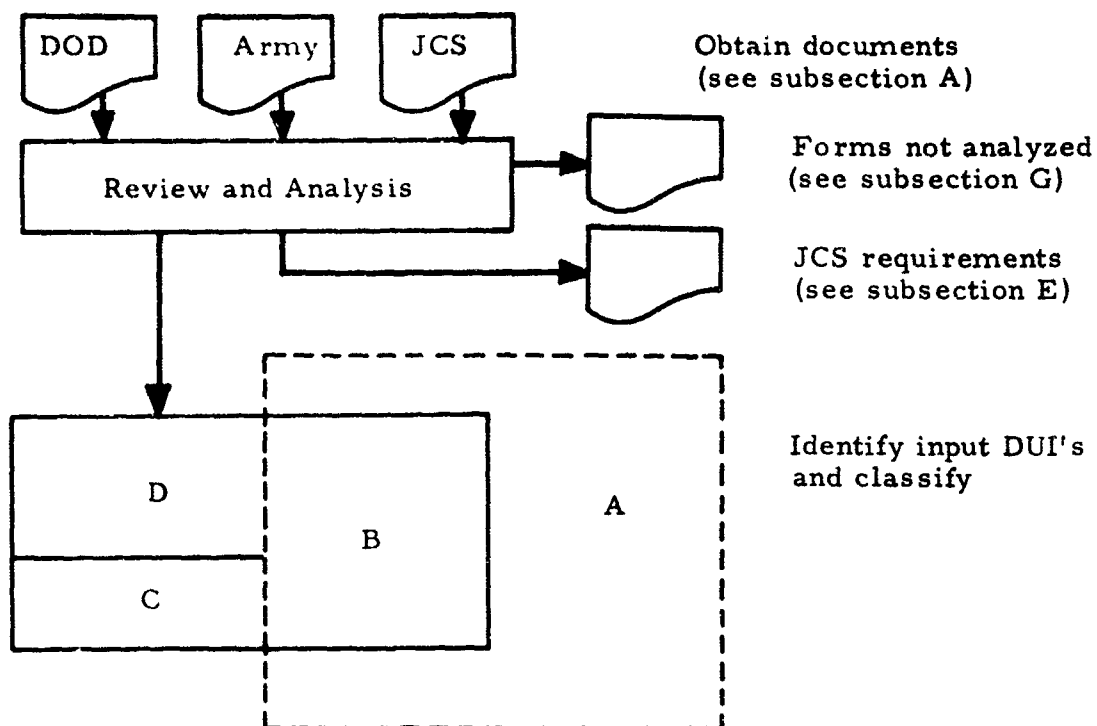 DOD
Army
JCS
Obtain documents
(see subsection A)
Review and Analysis
Forms not analyzed
(see subsection G)
JCS requirements
(see subsection E)
Identify input DUI's
and classify
D
B
A
C